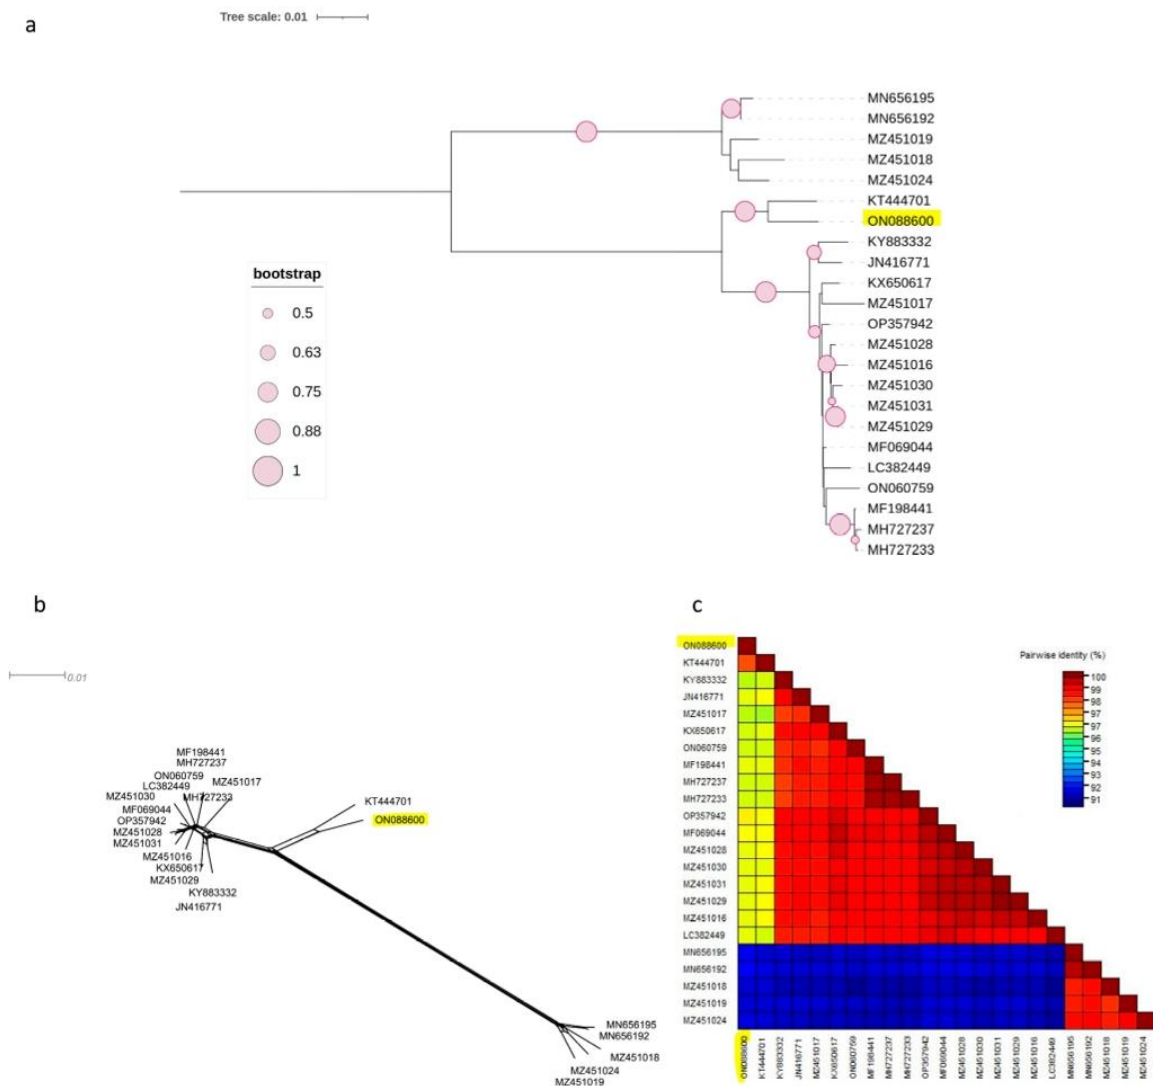 a
Tree scale: 0.01
MN656195
MN656192
MZ451019
MZ451018
MZ451024
KT444701
ON088600
KY883332
JN416771
KX650617
MZ451017
OP357942
MZ451028
MZ451016
MZ451030
MZ451031
MZ451029
MF069044
LC382449
ON060759
MF198441
MH727237
MH727233
bootstrap
0.5
0.63
0.75
0.88
1
b
0.01
MF198441
MH727237
ON060759
LC382449
MZ451017
MZ451030
MH727233
MF069044
OP357942
MZ451028
MZ451031
MZ451016
KX650617
MZ451029
KY883332
JN416771
KT444701
ON088600
MN656195
MN656192
MZ451018
MZ451024
MZ451019
c
ON088600
KT444701
KY883332
JN416771
MZ451017
KX650617
ON060759
MF198441
MH727237
MH727233
OP357942
MF069044
MZ451028
MZ451030
MZ451031
MZ451029
MZ451016
LC382449
MN656195
MN656192
MZ451018
MZ451019
MZ451024
Pairwise identity (%)
100
99
98
97
96
95
94
93
92
91
ON088600
KT444701
KY883332
JN416771
MZ451017
KX650617
ON060759
MF198441
MH727237
MH727233
OP357942
MF069044
MZ451028
MZ451030
MZ451031
MZ451029
MZ451016
LC382449
MN656195
MN656192
MZ451018
MZ451019
MZ451024